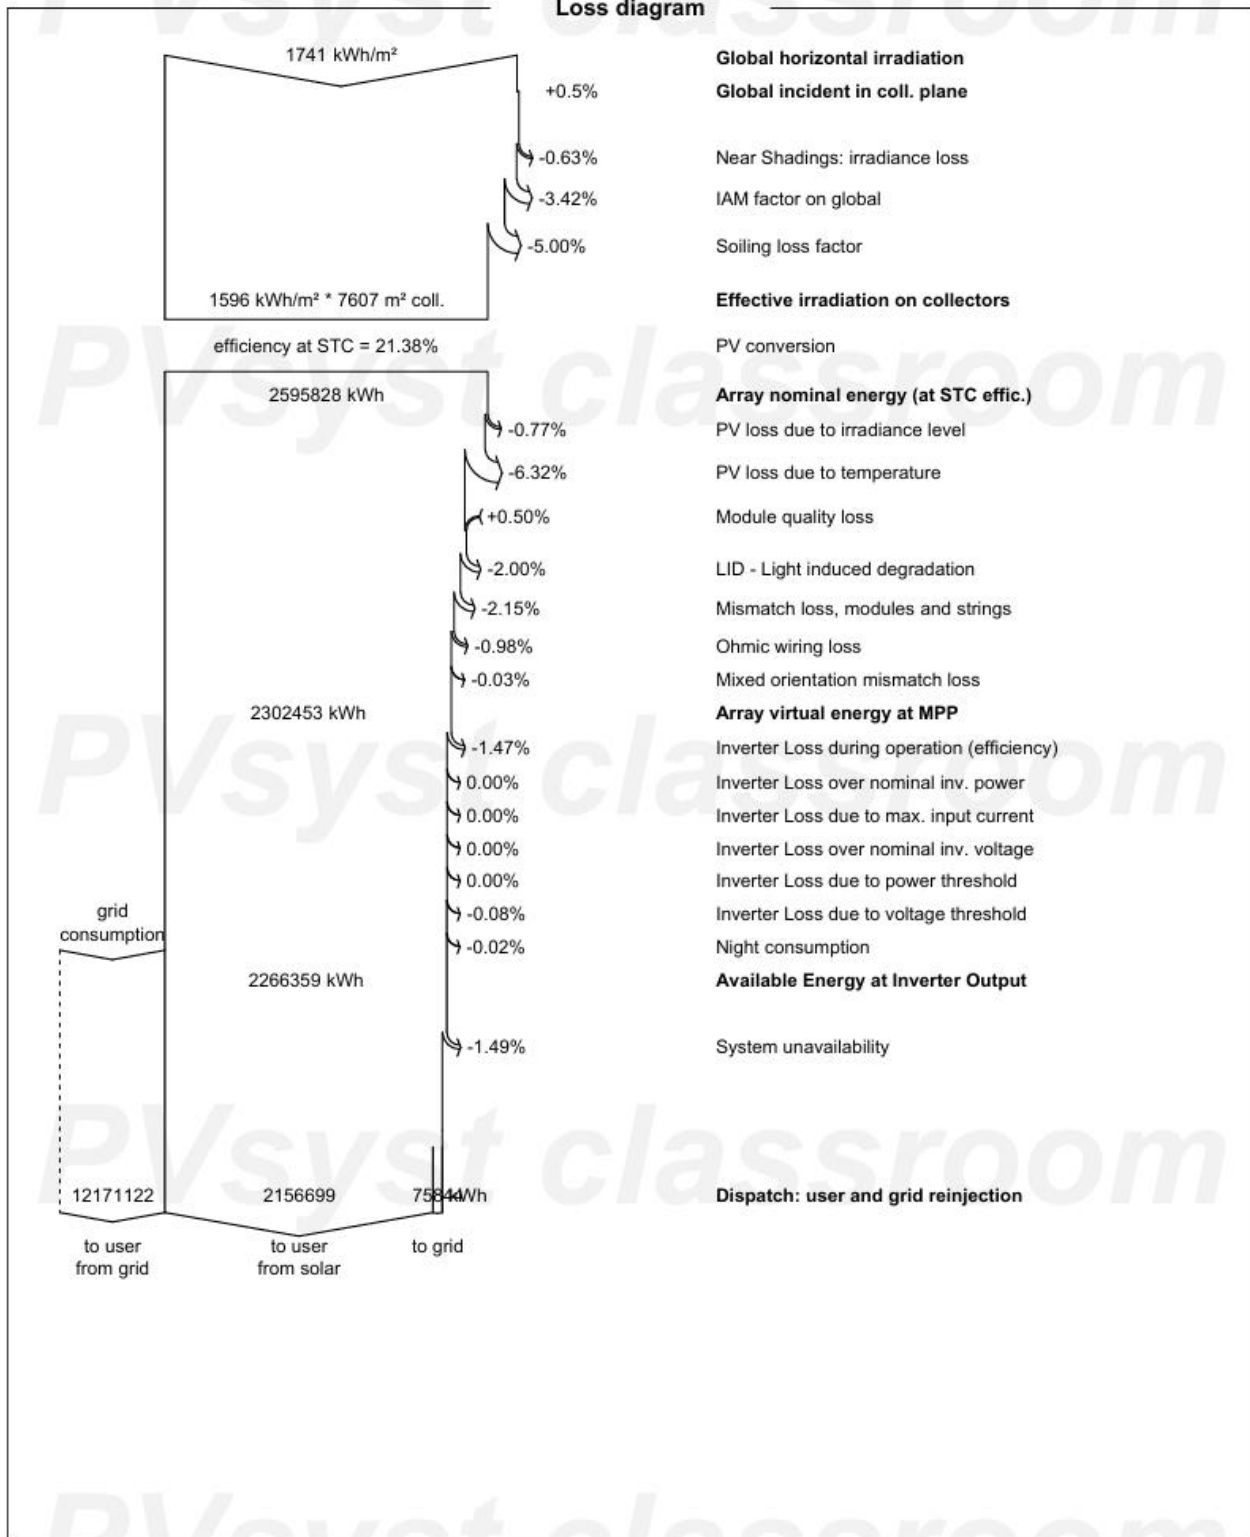 Loss diagram
1741 kWh/m² Global horizontal irradiation
+0.5% Global incident in coll. plane
-0.63% Near Shadings: irradiance loss
-3.42% IAM factor on global
-5.00% Soiling loss factor
1596 kWh/m² * 7607 m² coll. Effective irradiation on collectors
efficiency at STC = 21.38% PV conversion
PVsyst classroom
2595828 kWh Array nominal energy (at STC effic.)
-0.77% PV loss due to irradiance level
-6.32% PV loss due to temperature
+0.50% Module quality loss
-2.00% LID - Light induced degradation
-2.15% Mismatch loss, modules and strings
-0.98% Ohmic wiring loss
-0.03% Mixed orientation mismatch loss
2302453 kWh Array virtual energy at MPP
-1.47% Inverter Loss during operation (efficiency)
PVsyst classroom
0.00% Inverter Loss over nominal inv. power
0.00% Inverter Loss due to max. input current
0.00% Inverter Loss over nominal inv. voltage
0.00% Inverter Loss due to power threshold
grid
-0.08% Inverter Loss due to voltage threshold
consumption
-0.02% Night consumption
2266359 kWh Available Energy at Inverter Output
-1.49% System unavailability
PVsyst classroom
12171122 2156699 kWh Dispatch: user and grid reinjection
to user to user to grid
from grid from solar
PVsyst classroom